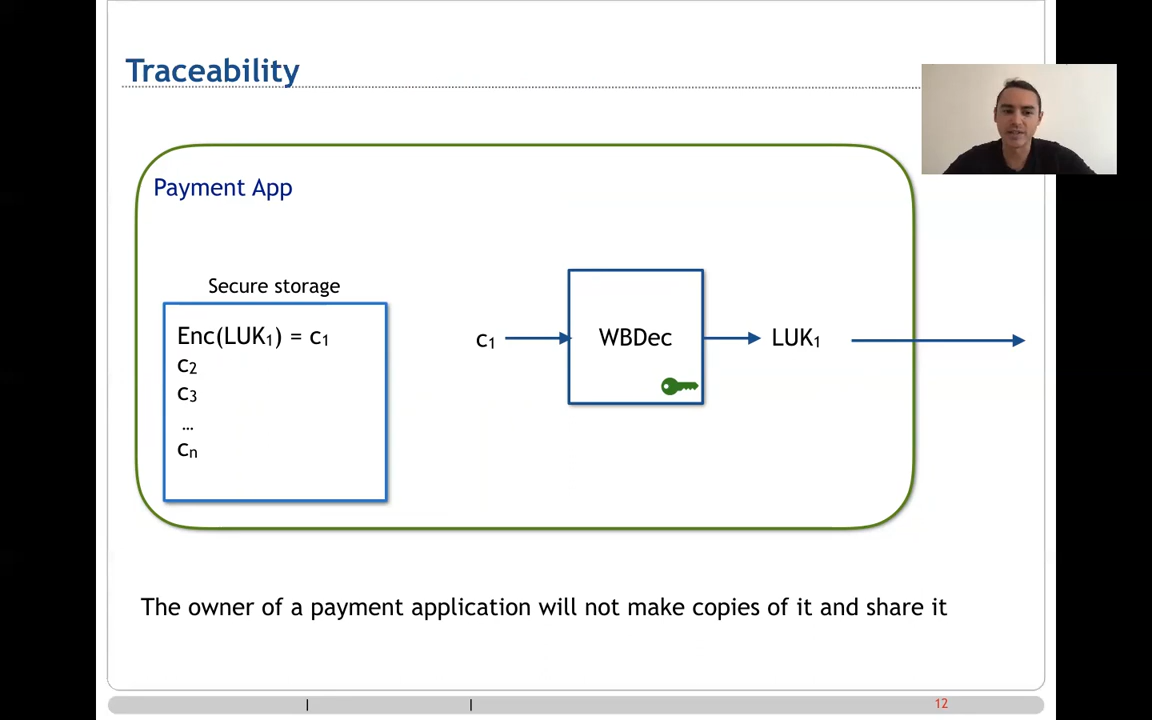 Traceability
Payment App
Secure storage
Enc(LUK₁) = c₁
c₂
c₃
...
cₙ
c₁
WBDec
LUK₁
The owner of a payment application will not make copies of it and share it
12